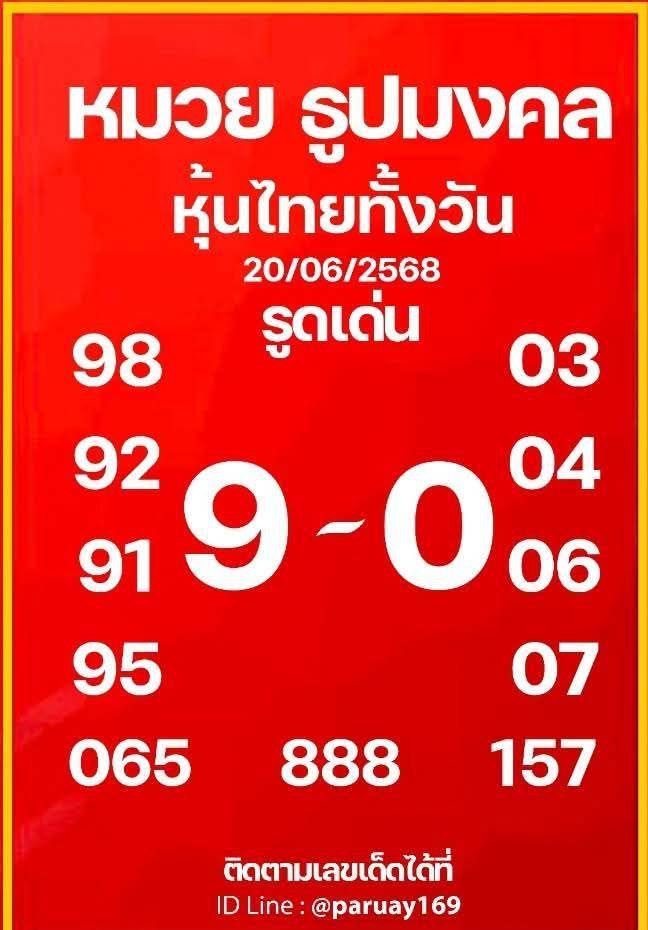 หมวย ธูปมงคล
หุ้นไทยทั้งวัน
20/06/2568
รูดเด่น
98 03
92 04
9 - 0
91 06
95 07
065 888 157
ติดตามเลขเด็ดได้ที่
ID Line : @paruay169